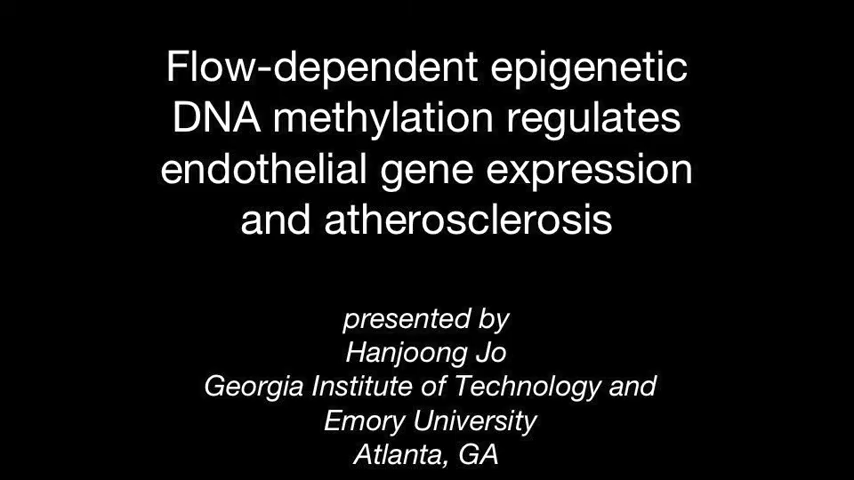 Flow-dependent epigenetic
DNA methylation regulates
endothelial gene expression
and atherosclerosis
presented by
Hanjoong Jo
Georgia Institute of Technology and
Emory University
Atlanta, GA